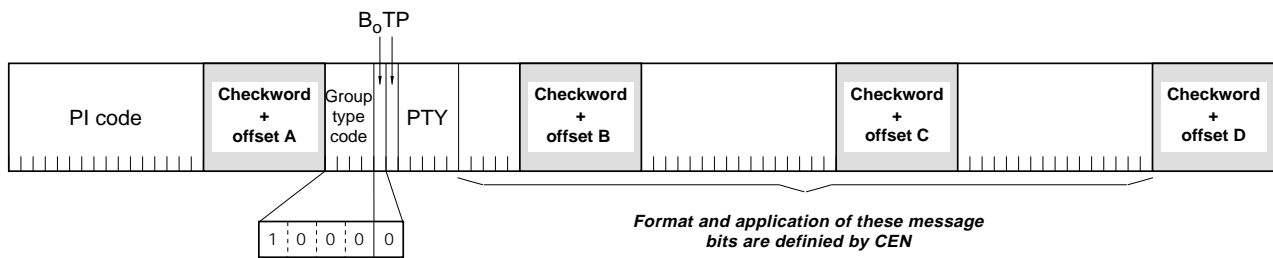 BoTP
PI code
Checkword
+
offset A
Group
type
code
PTY
Checkword
+
offset B
Checkword
+
offset C
Checkword
+
offset D
1 0 0 0 0
Format and application of these message
bits are definied by CEN